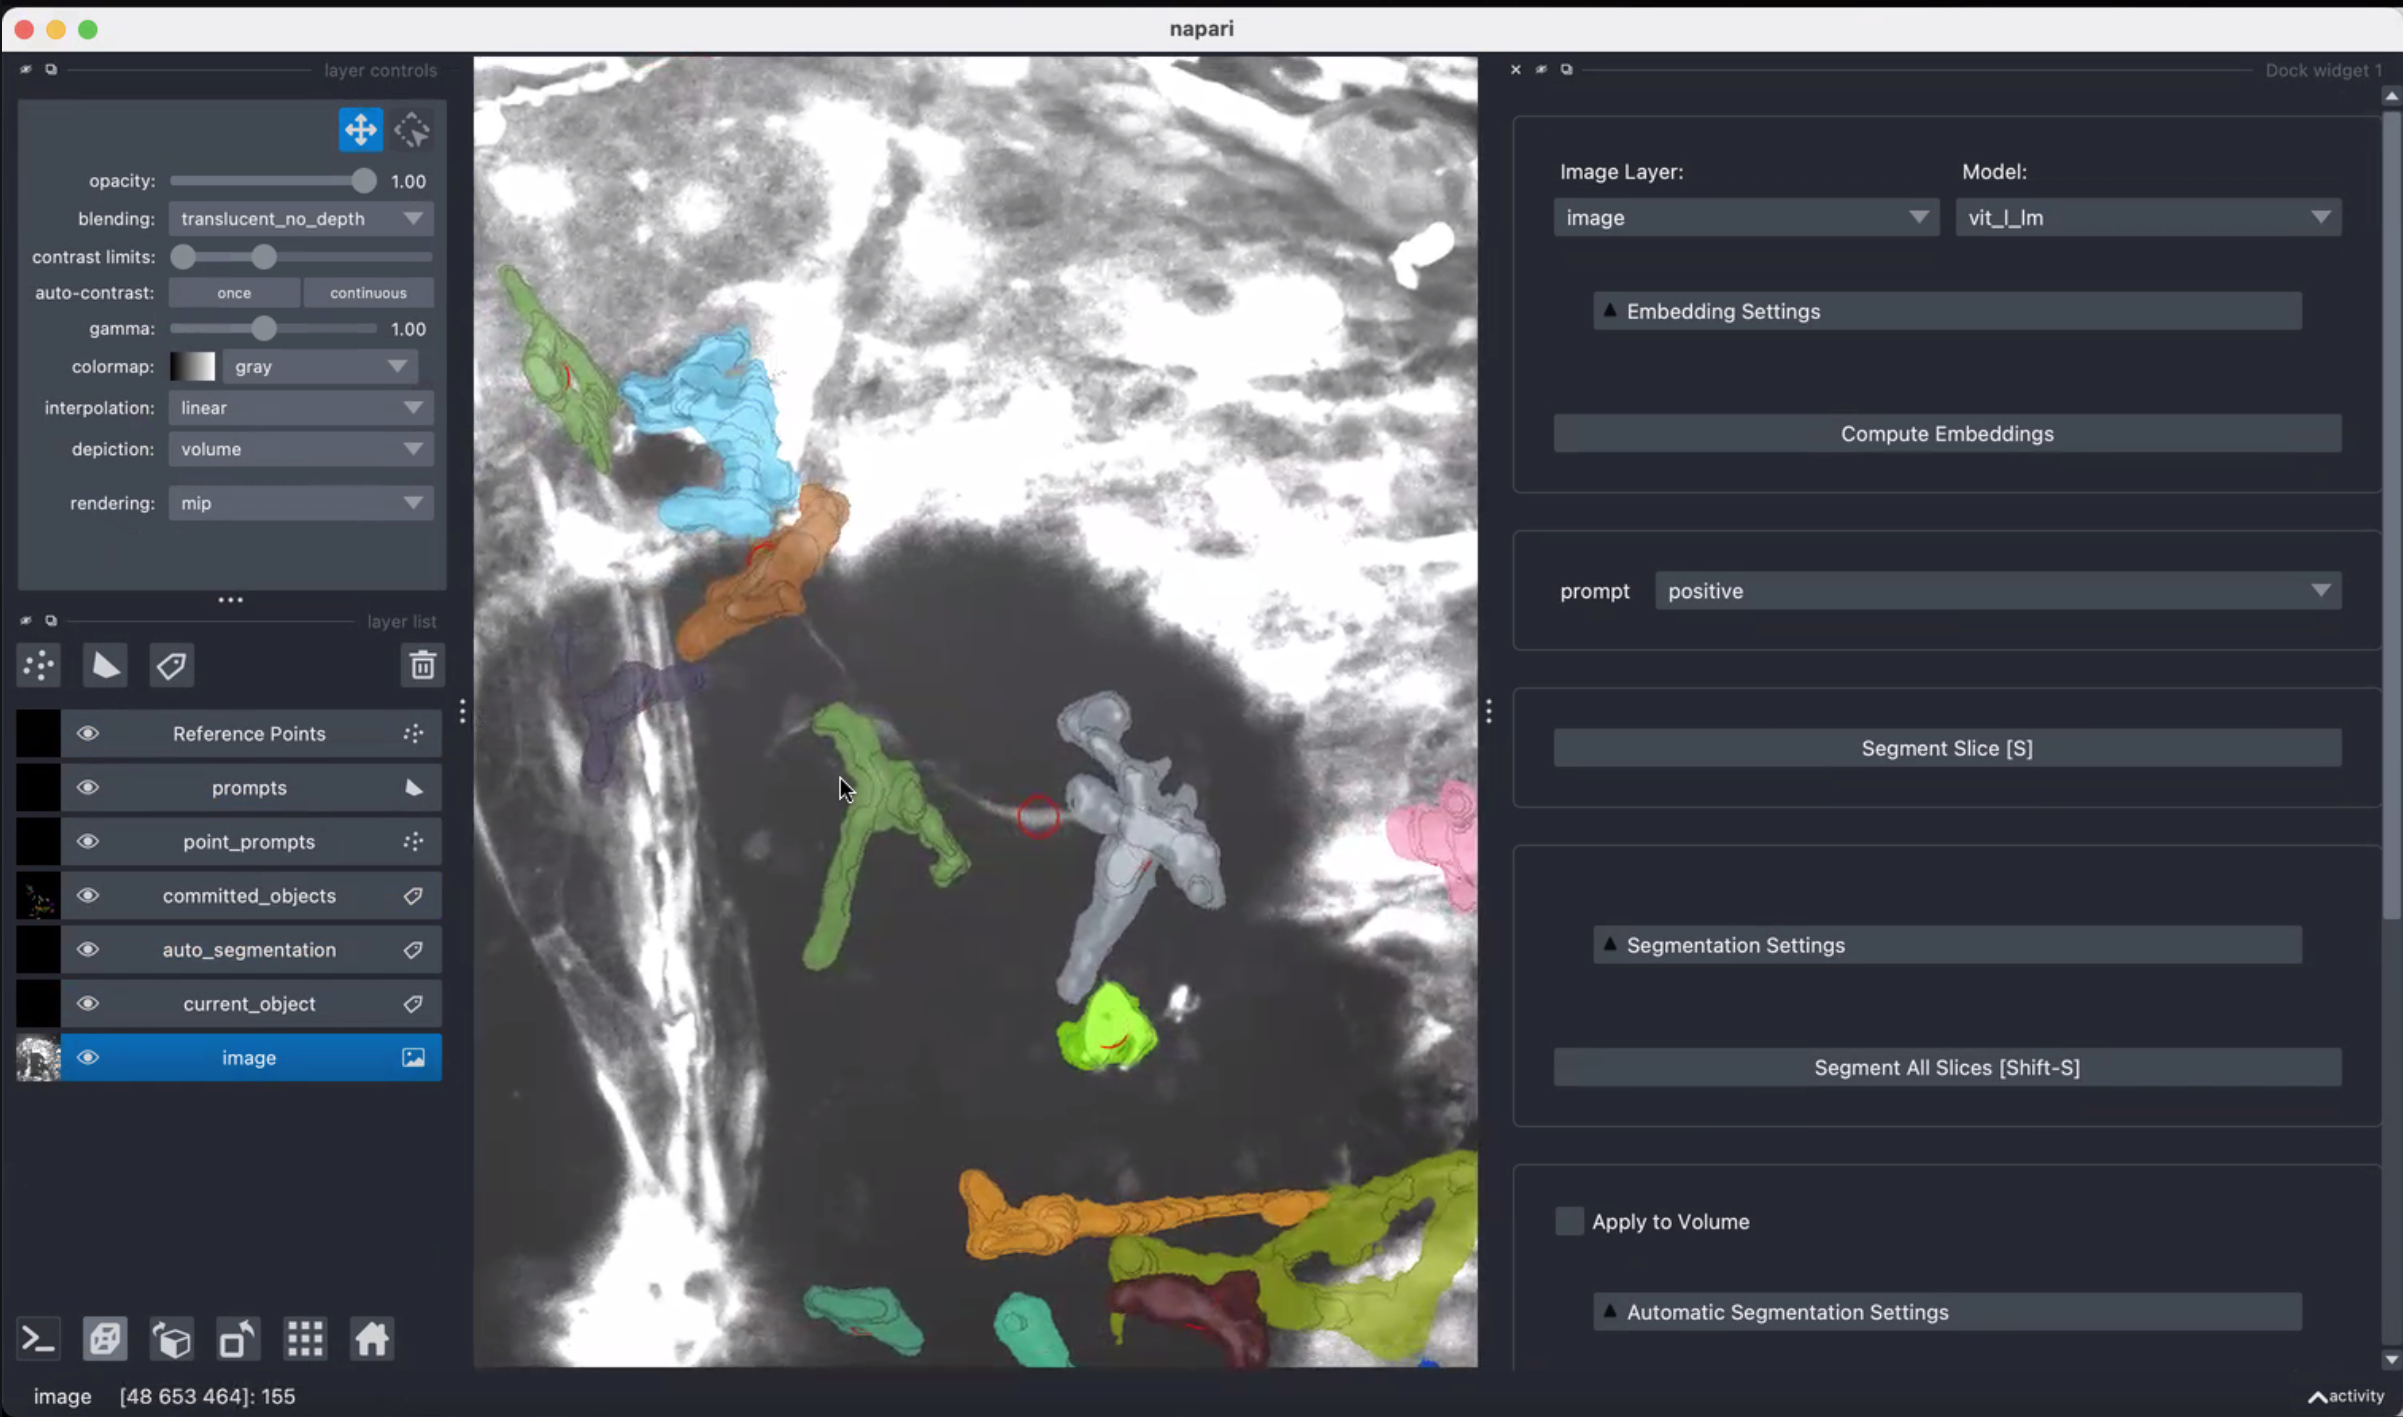 napari
layer controls
opacity: 1.00
blending: translucent_no_depth
contrast limits:
auto-contrast: once continuous
gamma: 1.00
colormap: gray
interpolation: linear
depiction: volume
rendering: mip
layer list
Reference Points
prompts
point_prompts
committed_objects
auto_segmentation
current_object
image
image [48 653 464]: 155
Dock widget 1
Image Layer: Model:
image vit_l_lm
Embedding Settings
Compute Embeddings
prompt positive
Segment Slice [S]
Segmentation Settings
Segment All Slices [Shift-S]
Apply to Volume
Automatic Segmentation Settings
activity